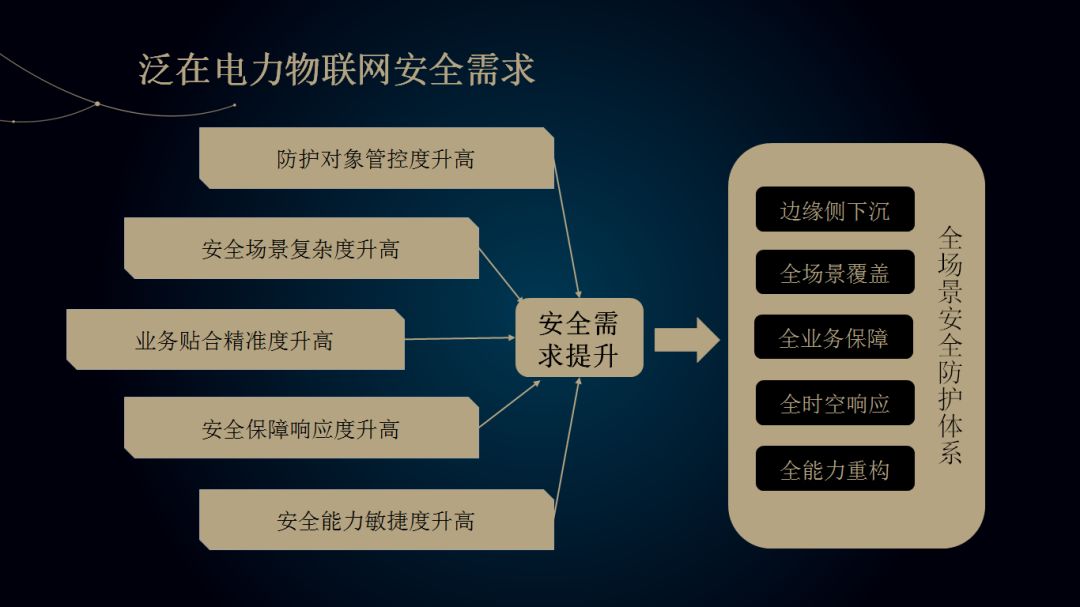 泛在电力物联网安全需求
防护对象管控度升高
安全场景复杂度升高
业务贴合精准度升高
安全保障响应度升高
安全能力敏捷度升高
安全需
求提升
边缘侧下沉
全场景覆盖
全业务保障
全时空响应
全能力重构
全场景安全防护体系